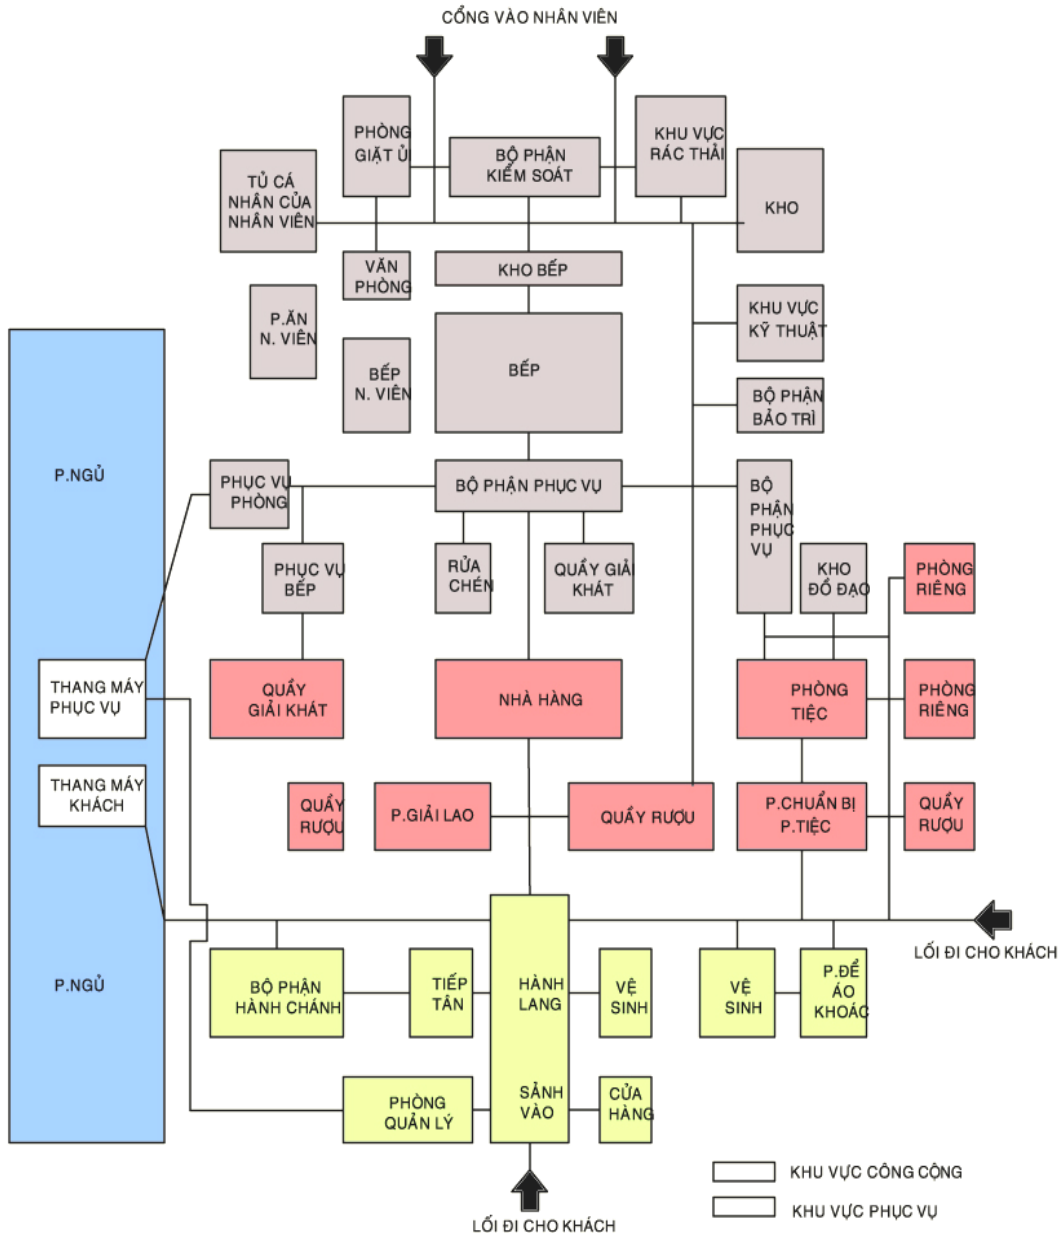 CỔNG VÀO NHÂN VIÊN
PHÒNG
GIẶT ỦI
BỘ PHẬN
KIỂM SOÁT
KHU VỰC
RÁC THẢI
TỦ CÁ
NHÂN CỦA
NHÂN VIÊN
KHO
VĂN
PHÒNG
KHO BẾP
P.ĂN
N. VIÊN
KHU VỰC
KỸ THUẬT
BẾP
N. VIÊN
BẾP
BỘ PHẬN
BẢO TRÌ
P.NGỦ
PHỤC VỤ
PHÒNG
BỘ PHẬN PHỤC VỤ
BỘ
PHẬN
PHỤC
VỤ
PHỤC VỤ
BẾP
RỬA
CHÉN
QUẦY GIẢI
KHÁT
KHO
ĐỒ ĐẠO
PHÒNG
RIÊNG
THANG MÁY
PHỤC VỤ
QUẦY
GIẢI KHÁT
NHÀ HÀNG
PHÒNG
TIỆC
PHÒNG
RIÊNG
THANG MÁY
KHÁCH
QUẦY
RƯỢU
P.GIẢI LAO
QUẦY RƯỢU
P.CHUẨN BỊ
P.TIỆC
QUẦY
RƯỢU
LỐI ĐI CHO KHÁCH
P.NGỦ
BỘ PHẬN
HÀNH CHÁNH
TIẾP
TÂN
HÀNH
LANG
VỆ
SINH
VỆ
SINH
P.ĐỂ
ÁO
KHOÁC
PHÒNG
QUẢN LÝ
SẢNH
VÀO
CỬA
HÀNG
KHU VỰC CÔNG CỘNG
KHU VỰC PHỤC VỤ
LỐI ĐI CHO KHÁCH